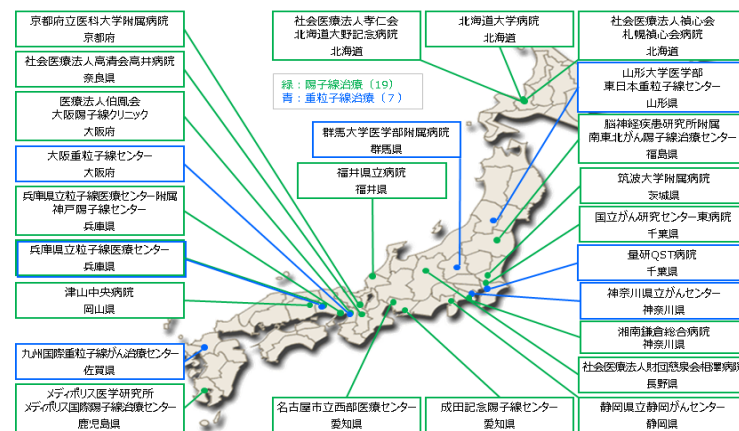 京都府立医科大学附属病院
京都府
社会医療法人高清会高井病院
奈良県
医療法人伯鳳会
大阪陽子線クリニック
大阪府
大阪重粒子線センター
大阪府
兵庫県立粒子線医療センター附属
神戸陽子線センター
兵庫県
兵庫県立粒子線医療センター
兵庫県
津山中央病院
岡山県
九州国際重粒子線がん治療センター
佐賀県
メディポリス医学研究所
メディポリス国際陽子線治療センター
鹿児島県
社会医療法人孝仁会
北海道大野記念病院
北海道
北海道大学病院
北海道
社会医療法人禎心会
札幌禎心会病院
北海道
緑:陽子線治療(19)
青:重粒子線治療(7)
群馬大学医学部附属病院
群馬県
福井県立病院
福井県
山形大学医学部
東日本重粒子センター
山形県
脳神経疾患研究所附属
南東北がん陽子線治療センター
福島県
筑波大学附属病院
茨城県
国立がん研究センター東病院
千葉県
量研QST病院
千葉県
神奈川県立がんセンター
神奈川県
湘南鎌倉総合病院
神奈川県
社会医療法人財団慈泉会相澤病院
長野県
名古屋市立西部医療センター
愛知県
成田記念陽子線センター
愛知県
静岡県立静岡がんセンター
静岡県